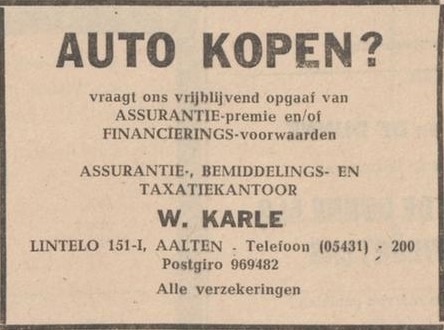 AUTO KOPEN?
vraagt ons vrijblijvend opgaaf van
ASSURANTIE-premie en/of
FINANCIERINGS-voorwaarden
ASSURANTIE-, BEMIDDELINGS- EN
TAXATIEKANTOOR
W. KARLE
LINTELO 151-I, AALTEN - Telefoon (05431) - 200
Postgiro 969482
Alle verzekeringen